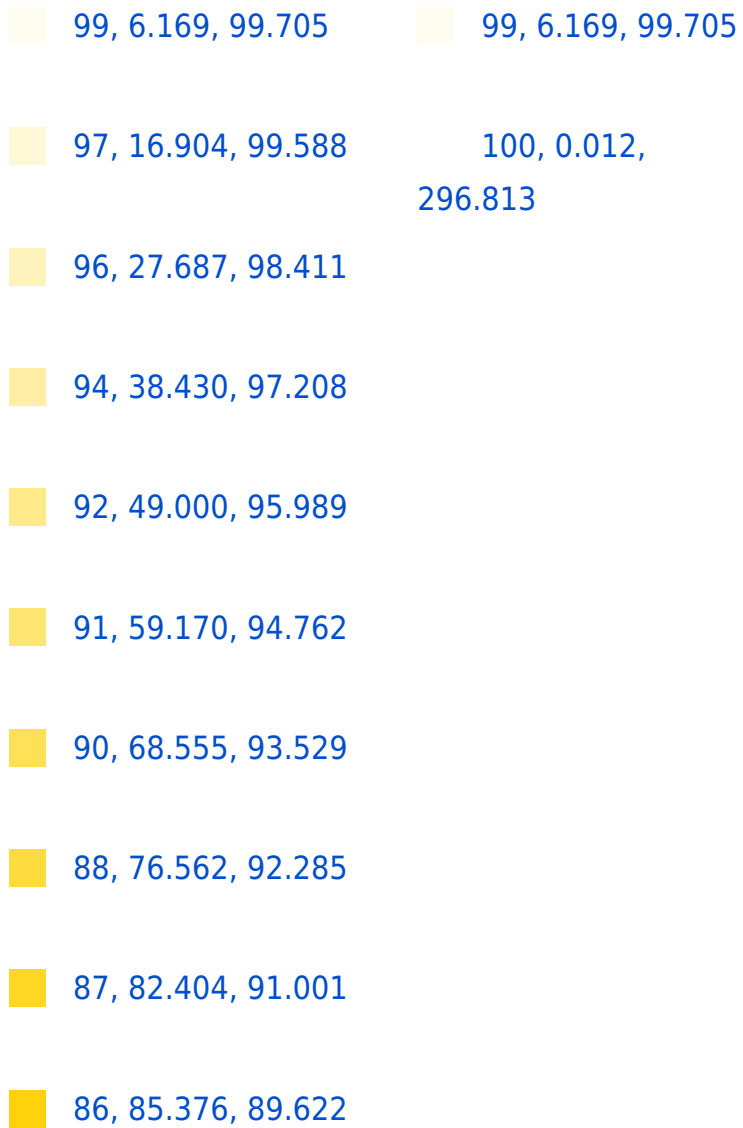 99, 6.169, 99.705
97, 16.904, 99.588
96, 27.687, 98.411
94, 38.430, 97.208
92, 49.000, 95.989
91, 59.170, 94.762
90, 68.555, 93.529
88, 76.562, 92.285
87, 82.404, 91.001
86, 85.376, 89.622
99, 6.169, 99.705
100, 0.012,
296.813